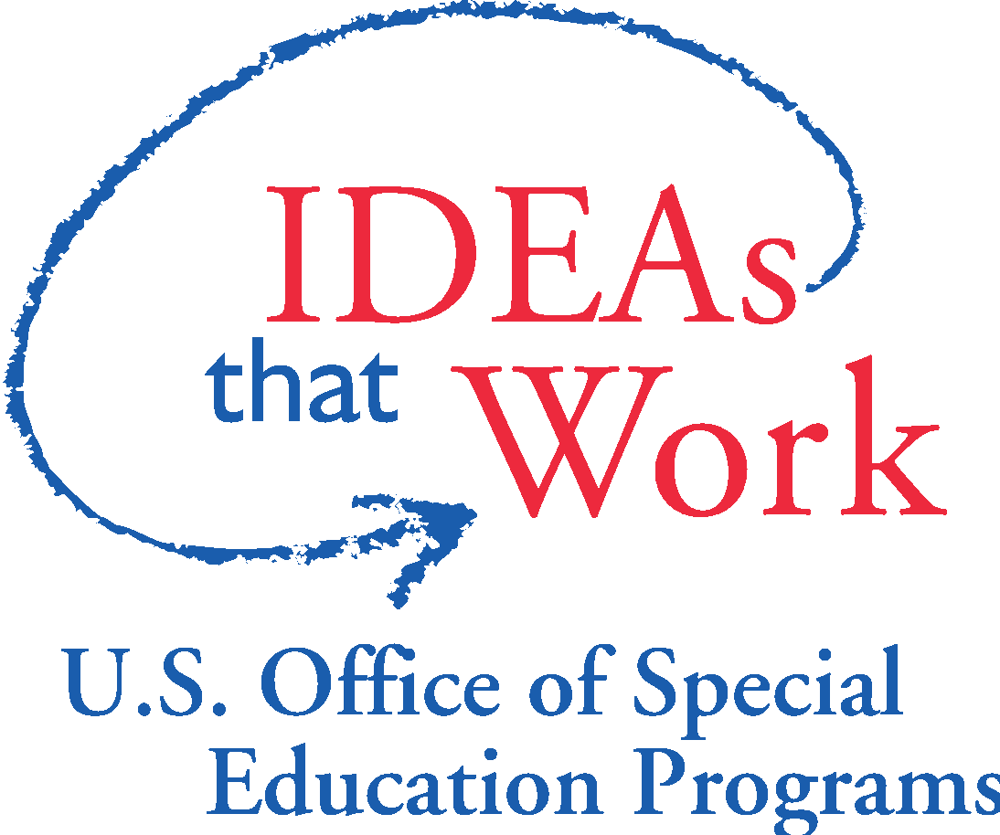 IDEAs
that Work
U.S. Office of Special
Education Programs